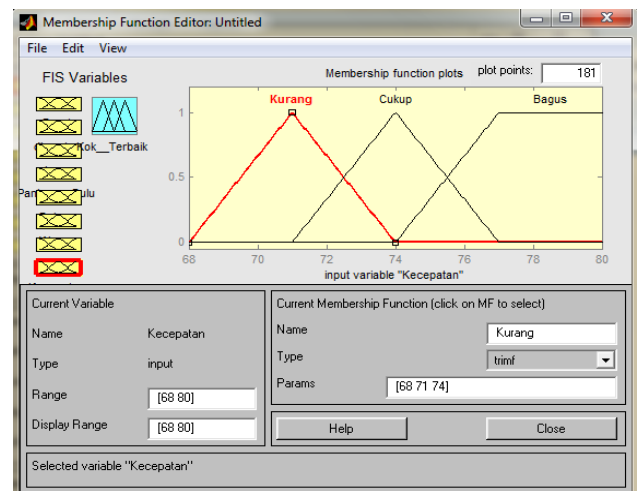 Membership Function Editor: Untitled
File Edit View
FIS Variables
Membership function plots
plot points:
181
Kok__Terbaik
ulu
Kurang
Cukup
Bagus
1
0.5
0
68 70 72 74 76 78 80
input variable "Kecepatan"
Current Variable
Name Kecepatan
Type input
Range [68 80]
Display Range [68 80]
Current Membership Function (click on MF to select)
Name Kurang
Type trimf
Params [68 71 74]
Help Close
Selected variable "Kecepatan"